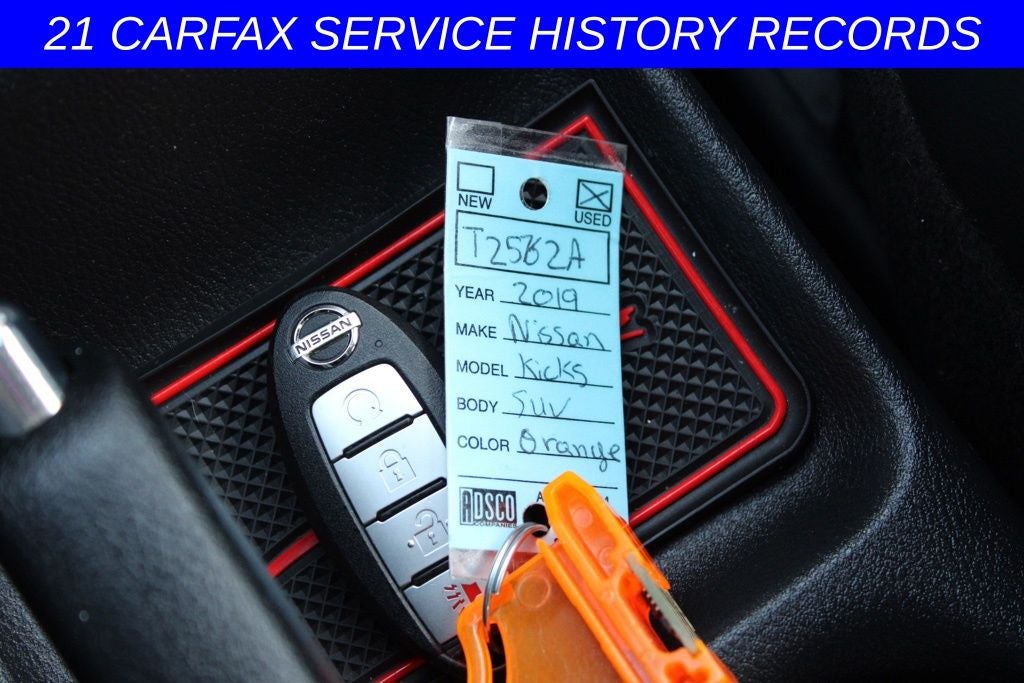 21 CARFAX SERVICE HISTORY RECORDS
NEW
USED
T2562A
YEAR 2019
MAKE Nissan
MODEL Kicks
BODY SUV
COLOR Orange
ADSCO
COMPANIES
NISSAN